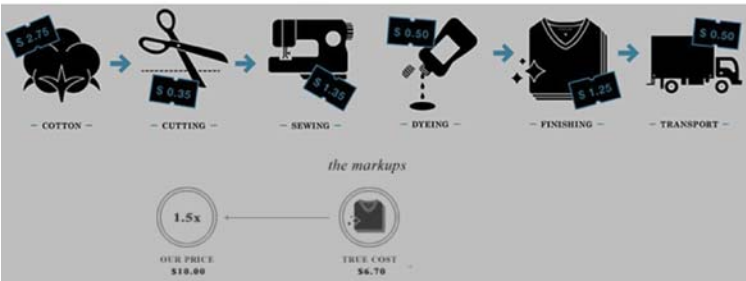 $ 2.75
$ 0.35
$ 1.35
$ 0.50
$ 1.25
$ 0.50
– COTTON –
– CUTTING –
– SEWING –
– DYEING –
– FINISHING –
– TRANSPORT –
the markups
1.5x
OUR PRICE
$10.00
TRUE COST
$6.70